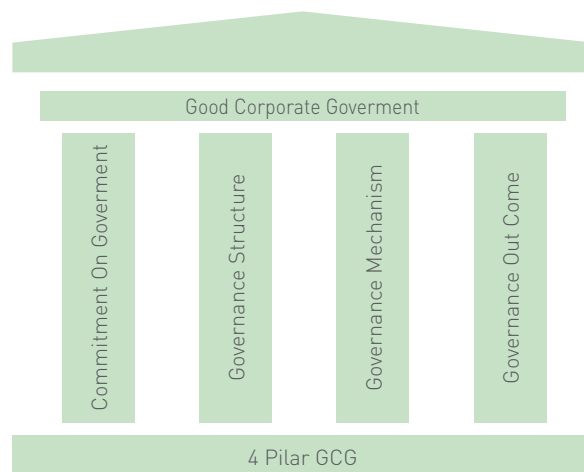 Good Corporate Goverment
Commitment On Goverment
Governance Structure
Governance Mechanism
Governance Out Come
4 Pilar GCG